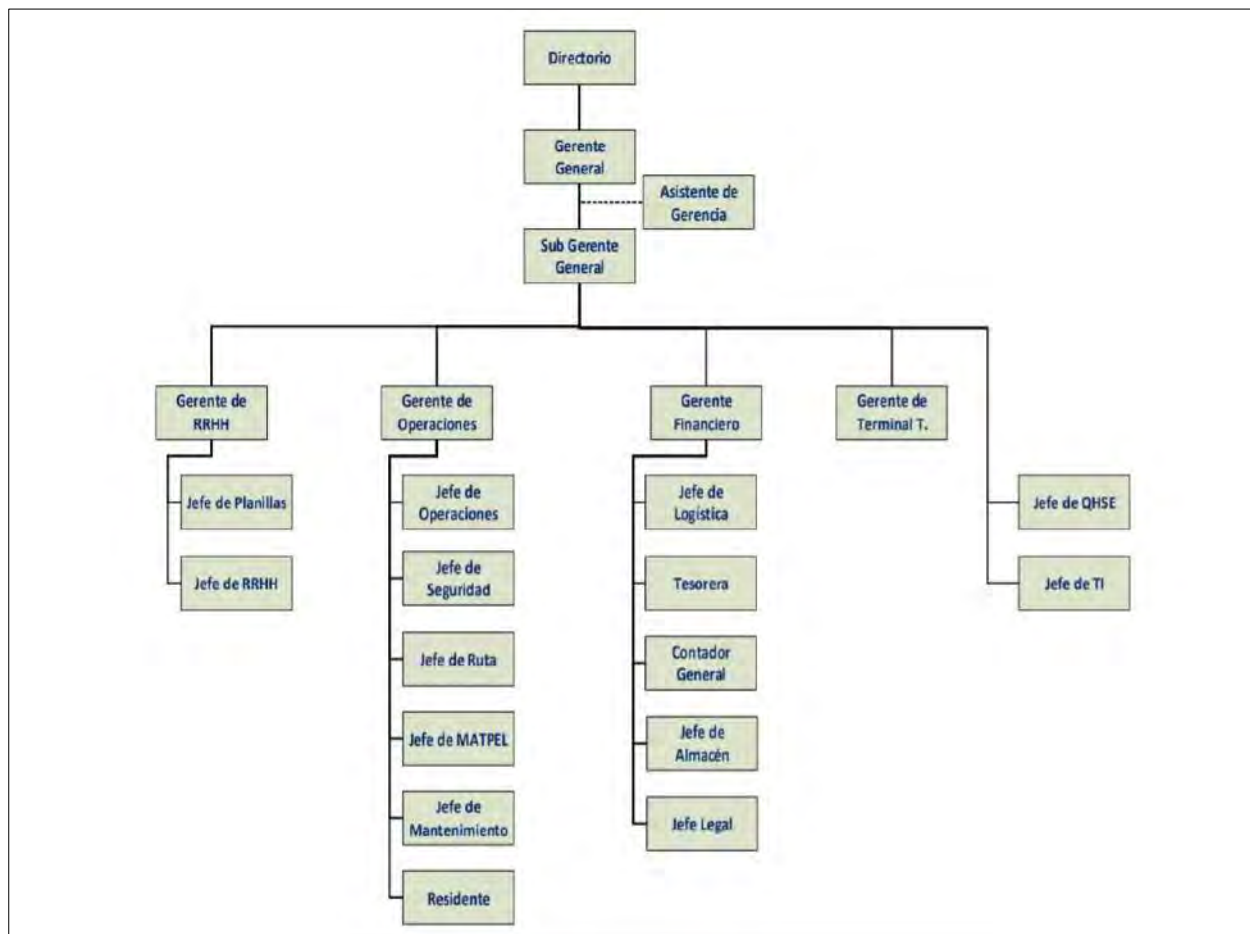 Directorio
Gerente
General
Asistente de
Gerencia
Sub Gerente
General
Gerente de
RRHH
Gerente de
Operaciones
Gerente
Financiero
Gerente de
Terminal T.
Jefe de Planillas
Jefe de RRHH
Jefe de
Operaciones
Jefe de
Seguridad
Jefe de Ruta
Jefe de MATPEL
Jefe de
Mantenimiento
Residente
Jefe de
Logística
Tesorera
Contador
General
Jefe de
Almacén
Jefe Legal
Jefe de QHSE
Jefe de TI